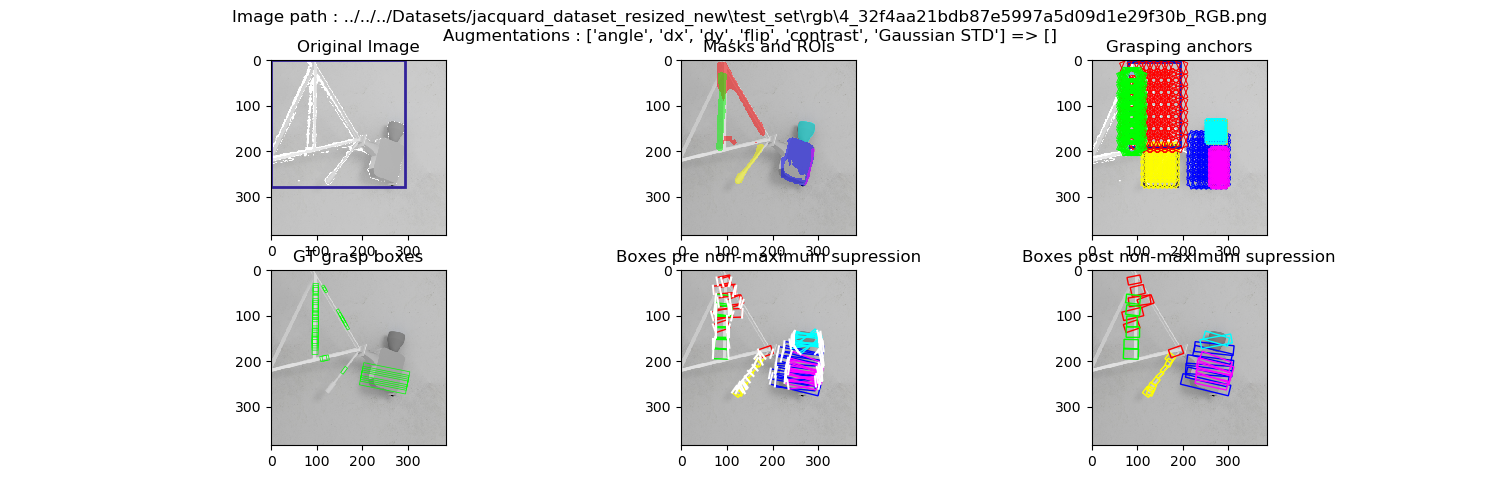 Image path : ../../../Datasets/jacquard_dataset_resized_new\test_set\rgb\4_32f4aa21bdb87e5997a5d09d1e29f30b_RGB.png
Augmentations : ['angle', 'dx', 'dy', 'flip', 'contrast', 'Gaussian STD'] => []
Original Image
Masks and ROIs
Grasping anchors
0
100
200
300
0 100 200 300
0
100
200
300
0 100 200 300
0
100
200
300
0 100 200 300
GT grasp boxes
Boxes pre non-maximum supression
Boxes post non-maximum supression
0
100
200
300
0 100 200 300
0
100
200
300
0 100 200 300
0
100
200
300
0 100 200 300